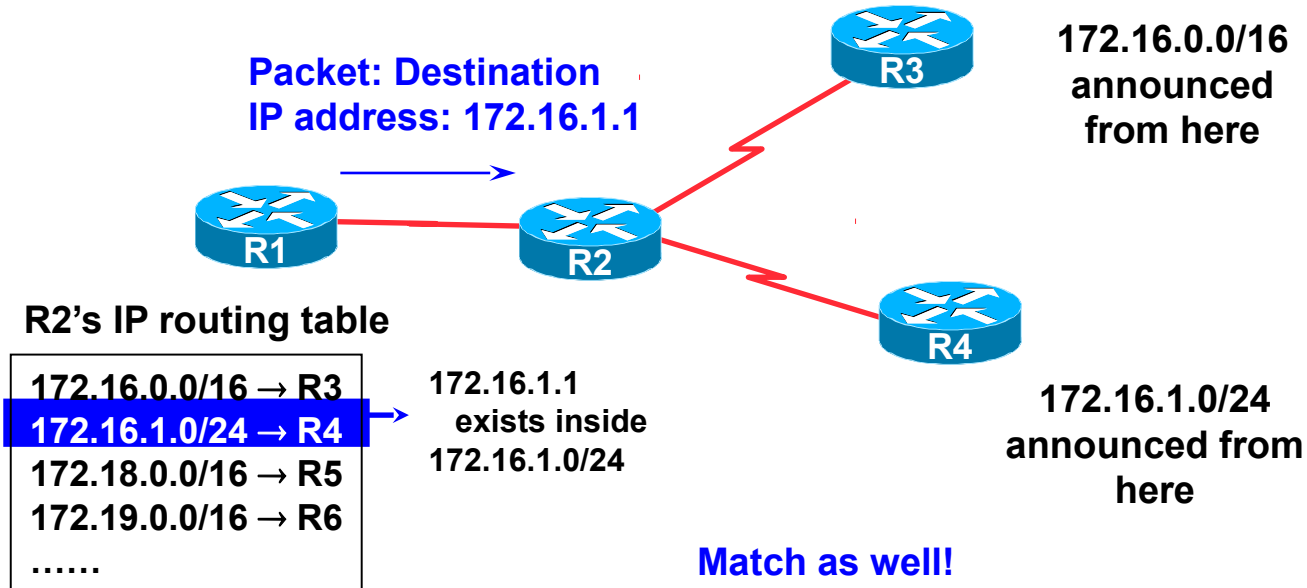 Packet: Destination
IP address: 172.16.1.1
R3
172.16.0.0/16
announced
from here
R1
R2
R4
R2’s IP routing table
172.16.0.0/16 → R3
172.16.1.0/24 → R4
172.18.0.0/16 → R5
172.19.0.0/16 → R6
……
172.16.1.1
exists inside
172.16.1.0/24
172.16.1.0/24
announced from
here
Match as well!